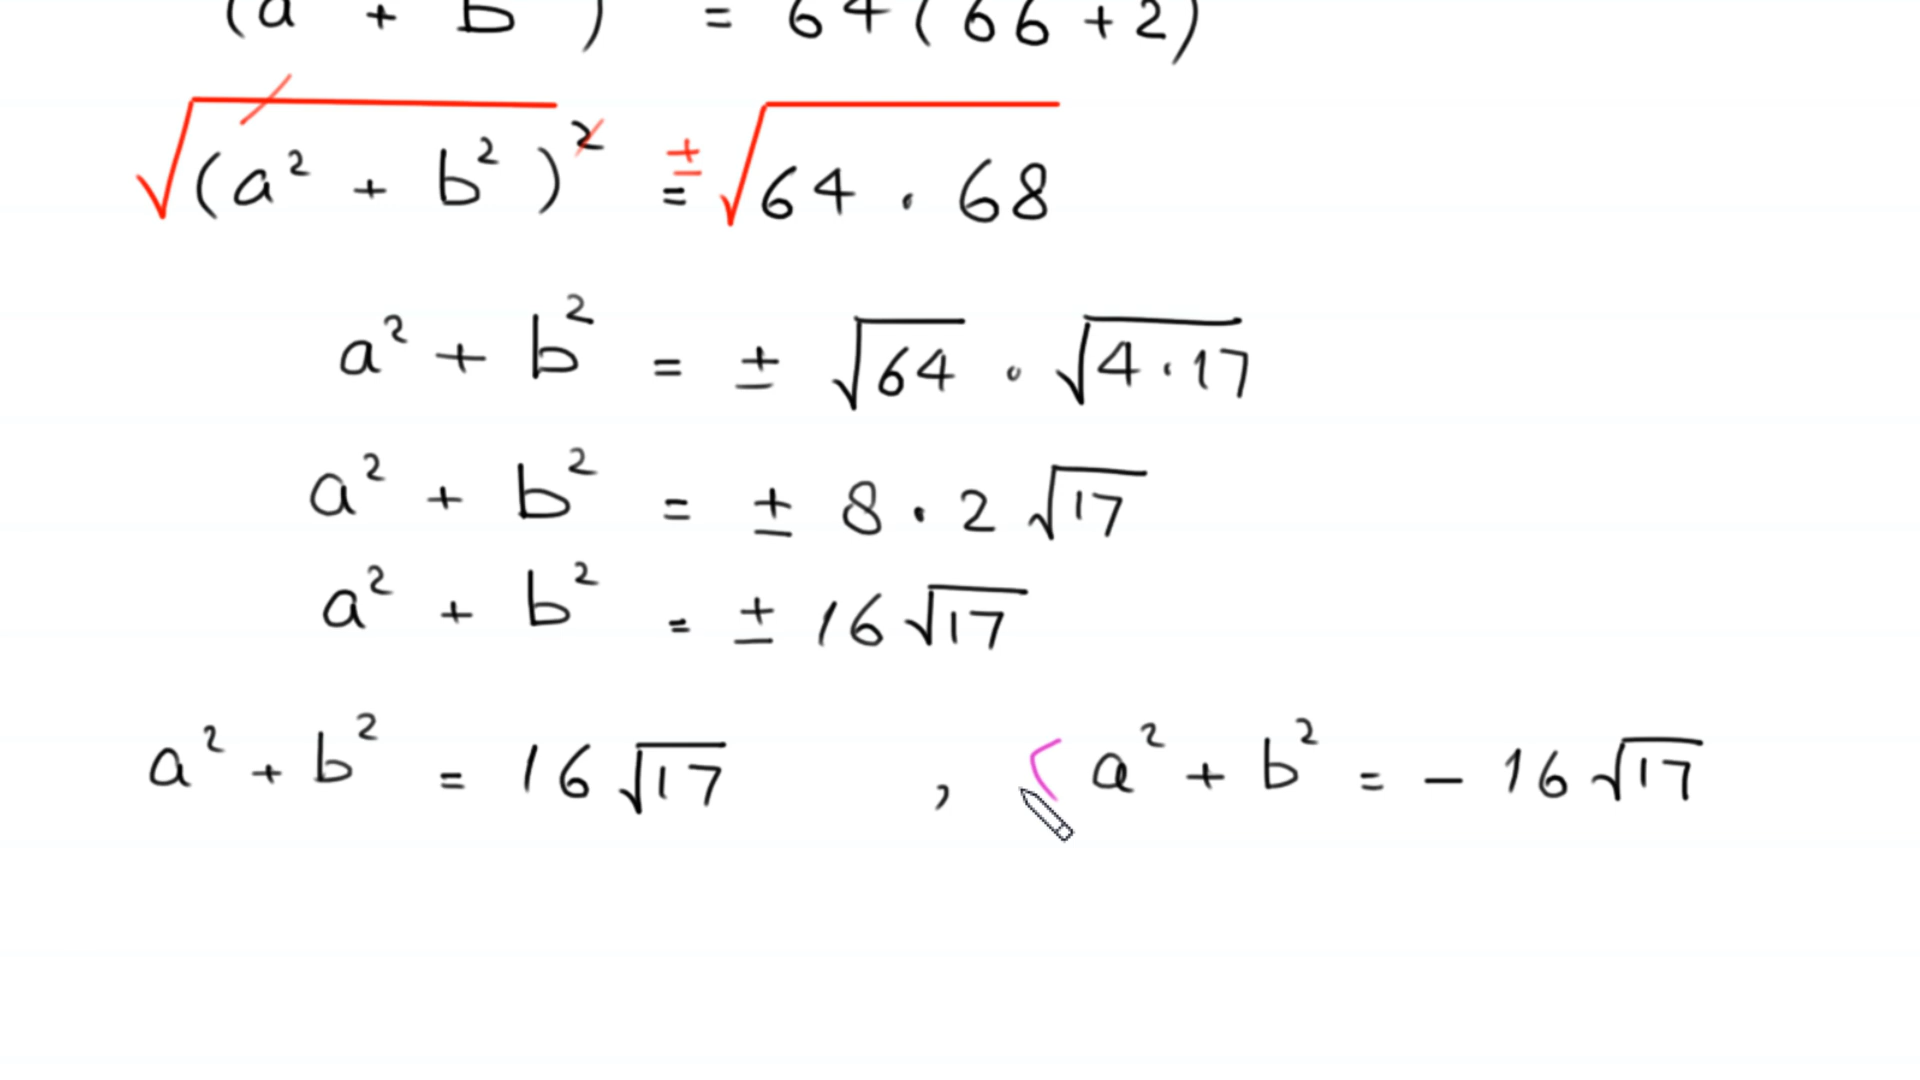 (a + b ) = 64(66+2)
√(a² + b²)² = ± √64 . 68
a² + b² = ± √64 . √4 . 17
a² + b² = ± 8 . 2 √17
a² + b² = ± 16 √17
a² + b² = 16 √17 , ( a² + b² = - 16 √17